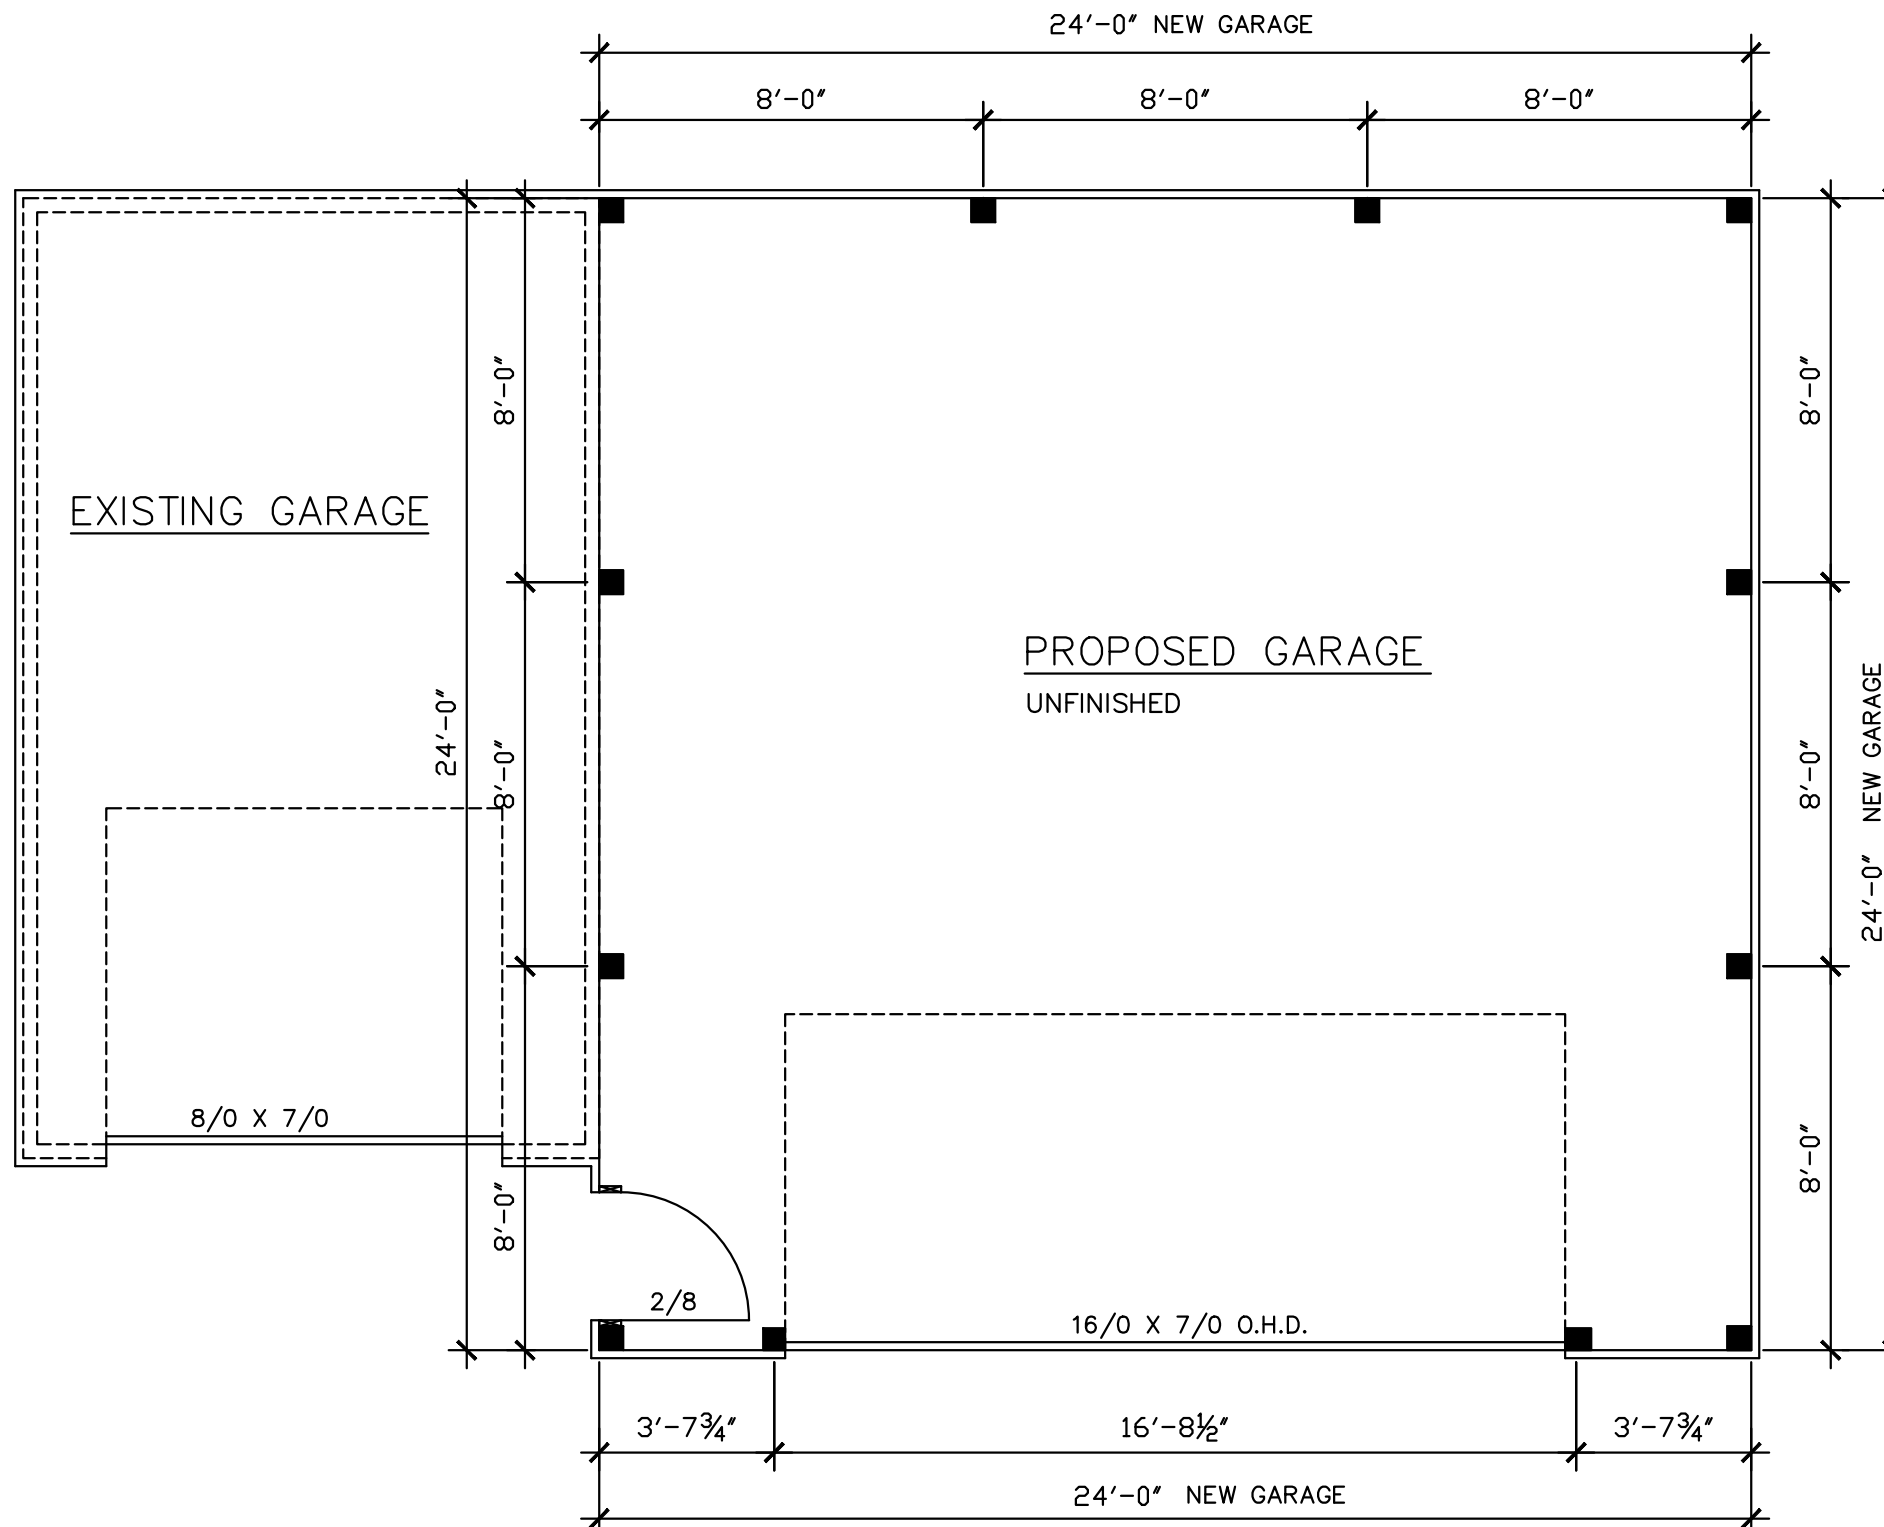 24'-0" NEW GARAGE
8'-0"
8'-0"
8'-0"
8'-0"
8'-0"
EXISTING GARAGE
PROPOSED GARAGE
UNFINISHED
24'-0"
8'-0"
8'-0"
24'-0" NEW GARAGE
8/0 X 7/0
8'-0"
8'-0"
2/8
16/0 X 7/0 O.H.D.
3'-7¾"
16'-8½"
3'-7¾"
24'-0" NEW GARAGE